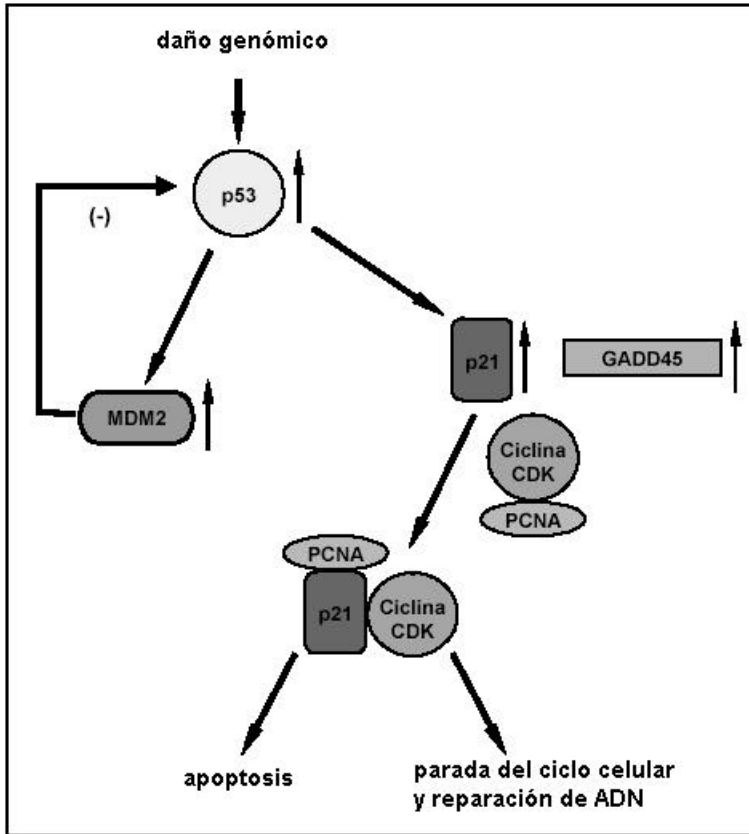 daño genómico
p53
(-)
p21
GADD45
MDM2
Ciclina
CDK
PCNA
PCNA
p21
Ciclina
CDK
apoptosis
parada del ciclo celular
y reparación de ADN